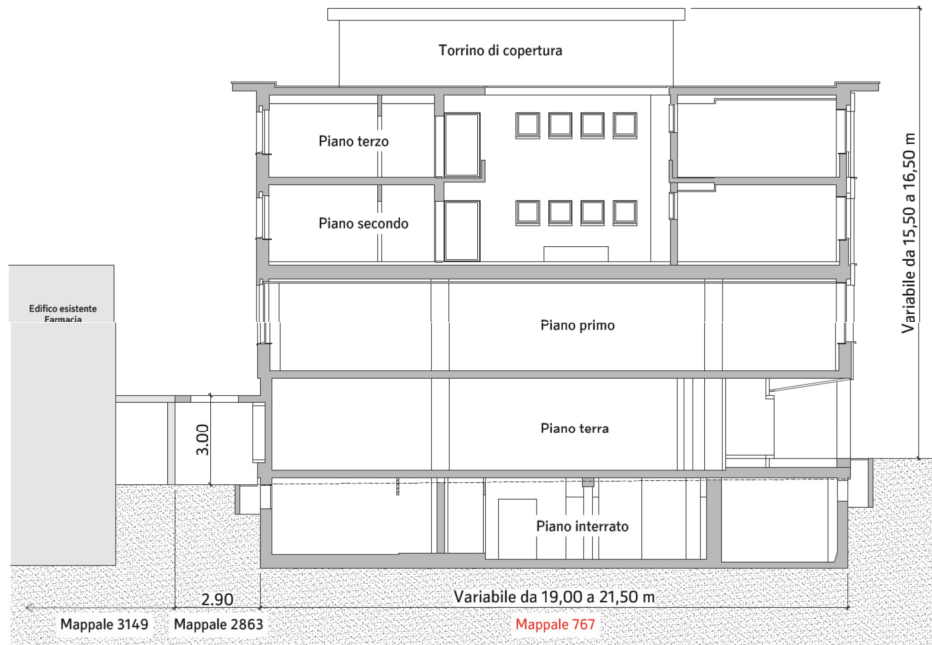 Torrino di copertura
Piano terzo
Piano secondo
Variabile da 15,50 a 16,50 m
Edifico esistente
Farmacia
Piano primo
3.00
Piano terra
Piano interrato
2.90
Variabile da 19,00 a 21,50 m
Mappale 3149
Mappale 2863
Mappale 767